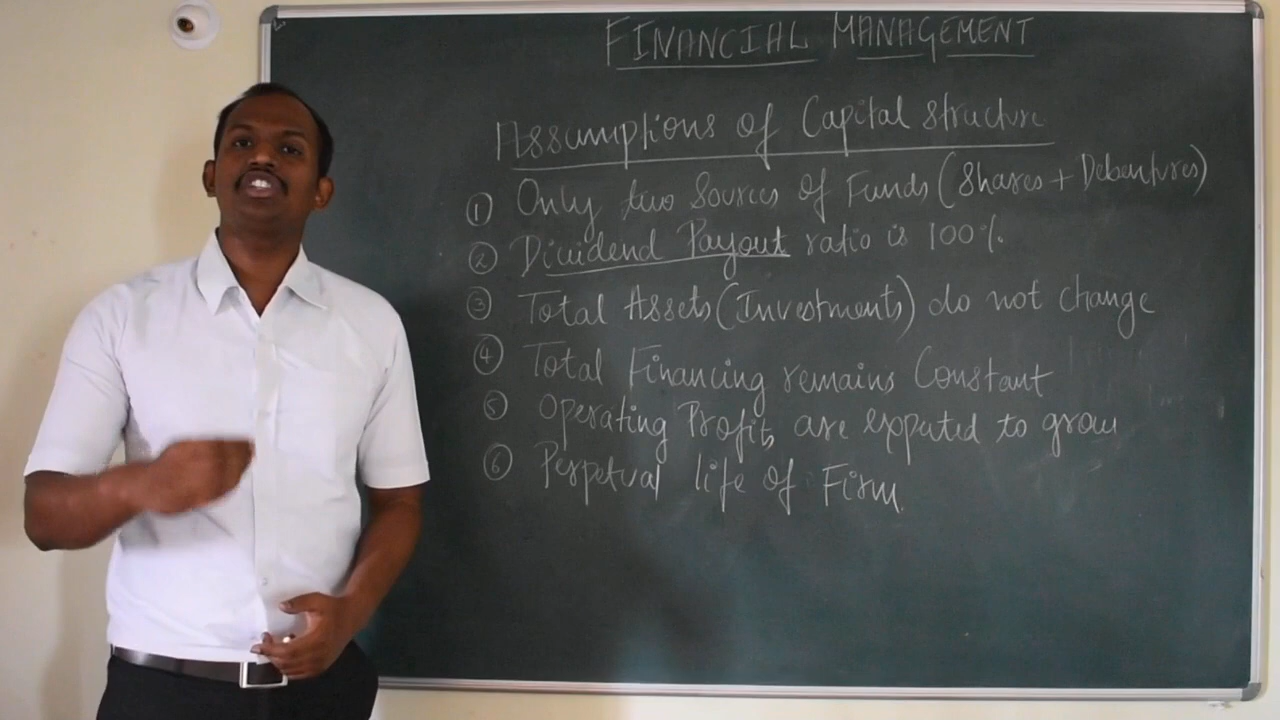 FINANCIAL MANAGEMENT
Assumptions of Capital structure
① Only two Sources of Funds (Shares + Debentures)
② Dividend Payout ratio is 100%
③ Total Assets (Investments) do not change
④ Total Financing remains Constant
⑤ Operating Profits are expected to grow
⑥ Perpetual life of Firm